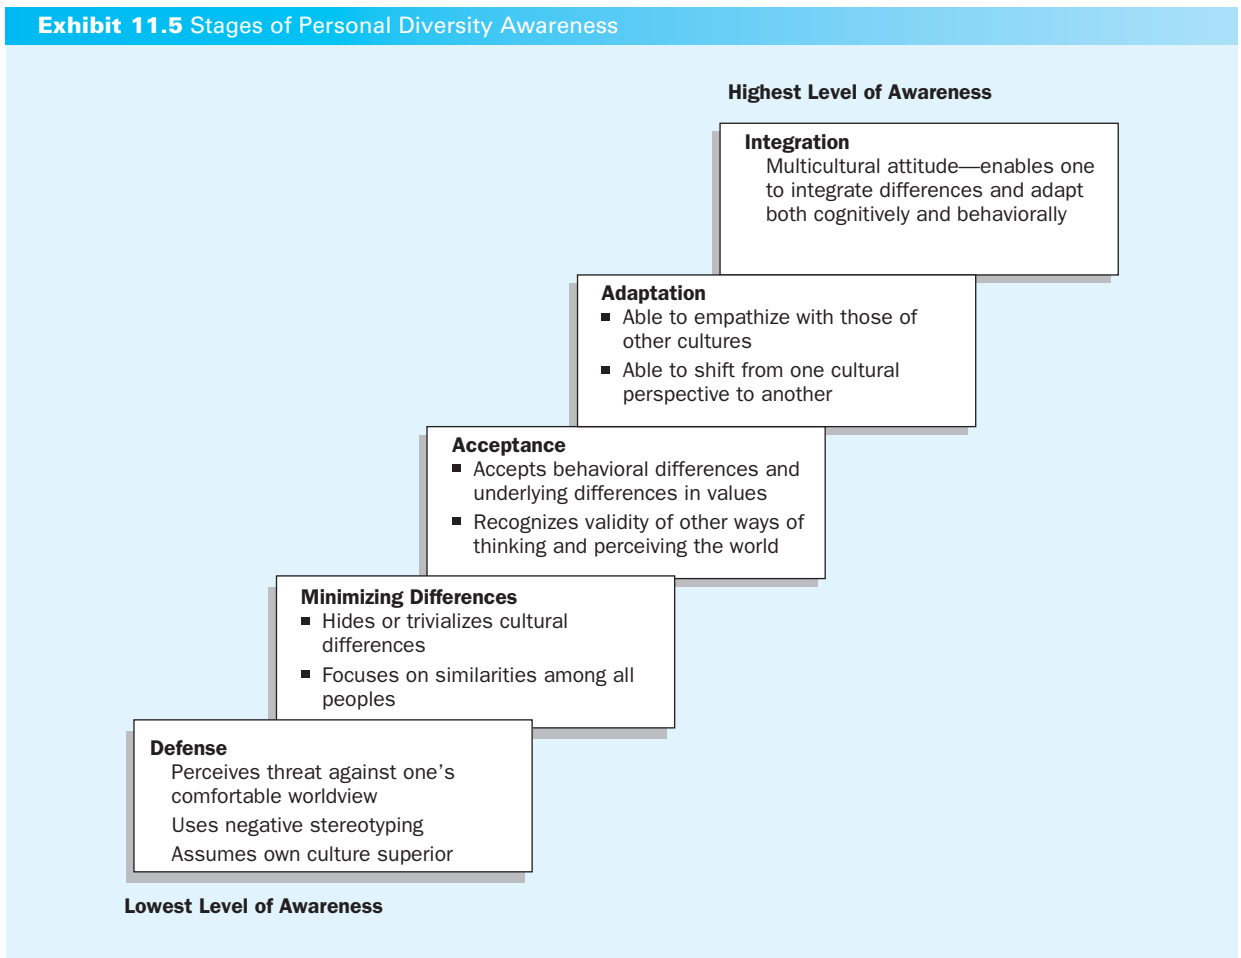 Exhibit 11.5 Stages of Personal Diversity Awareness
Highest Level of Awareness
Integration
Multicultural attitude—enables one
to integrate differences and adapt
both cognitively and behaviorally
Adaptation
■ Able to empathize with those of
other cultures
■ Able to shift from one cultural
perspective to another
Acceptance
■ Accepts behavioral differences and
underlying differences in values
■ Recognizes validity of other ways of
thinking and perceiving the world
Minimizing Differences
■ Hides or trivializes cultural
differences
■ Focuses on similarities among all
peoples
Defense
Perceives threat against one’s
comfortable worldview
Uses negative stereotyping
Assumes own culture superior
Lowest Level of Awareness